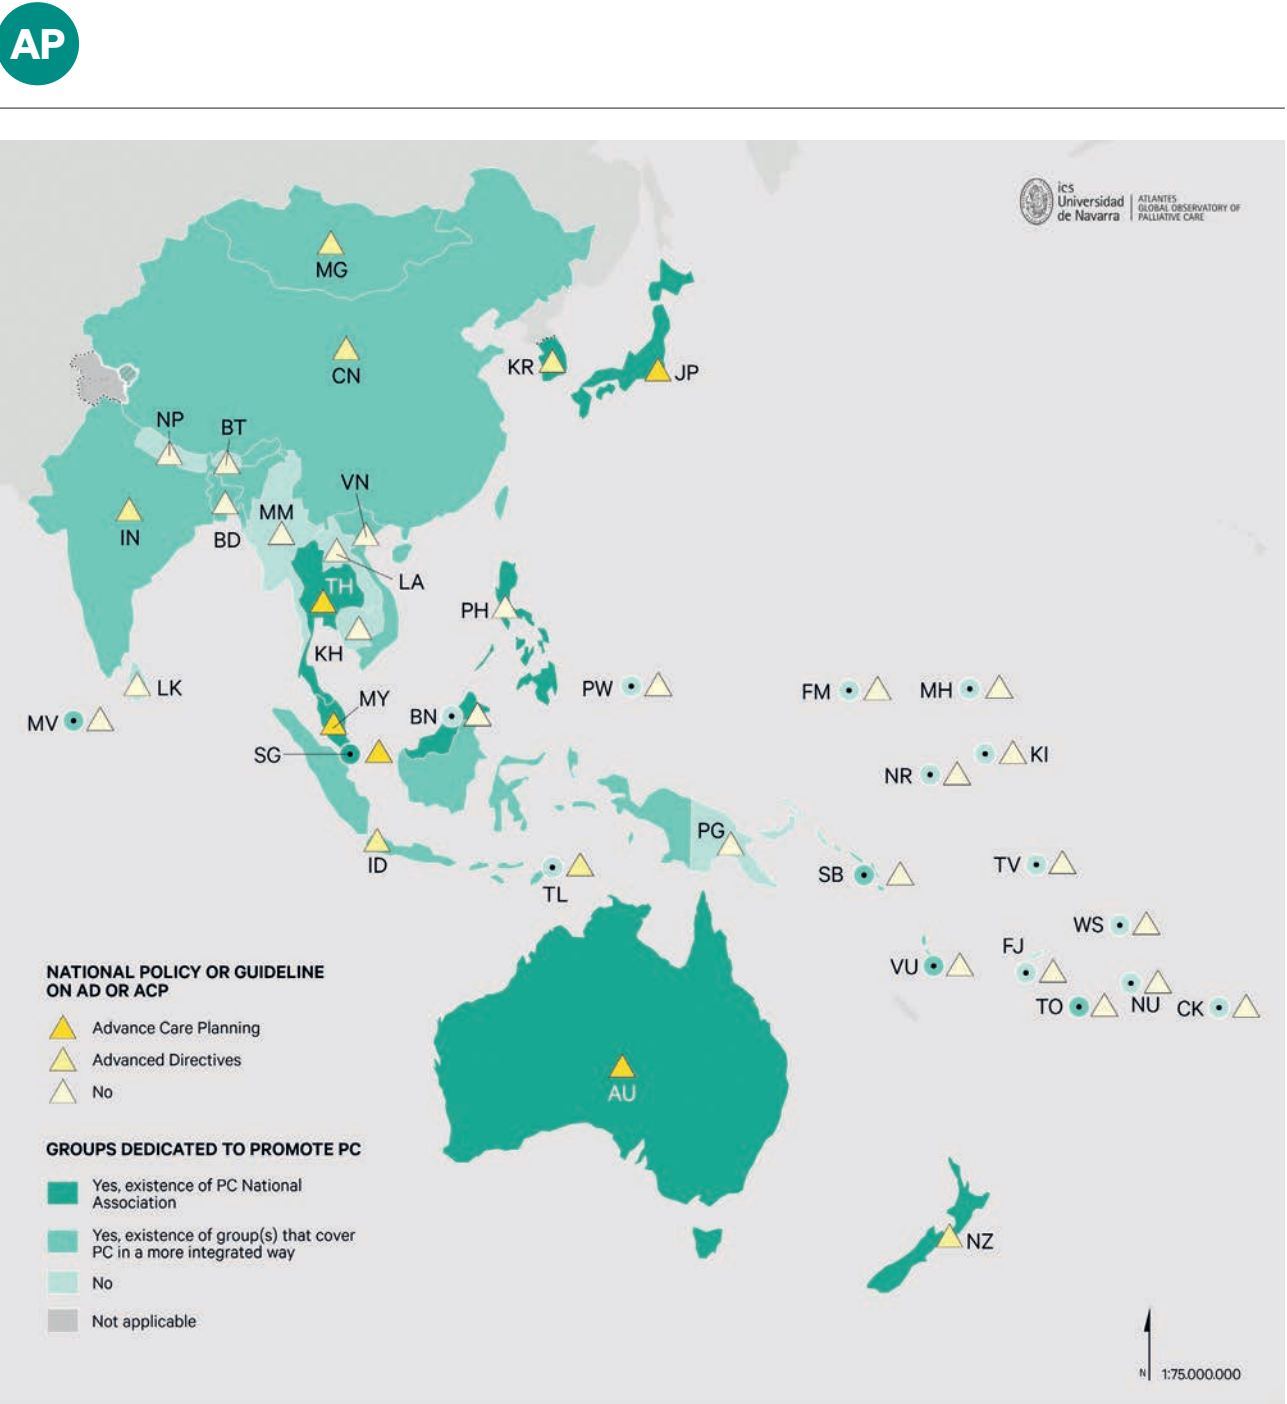 AP
ics
Universidad
de Navarra
ATLANTES
GLOBAL OBSERVATORY OF
PALLIATIVE CARE
MG
CN
KR
JP
NP
BT
VN
MM
IN
BD
LA
TH
PH
KH
LK
MY
PW
FM
MH
MV
BN
SG
KI
NR
PG
ID
TL
SB
TV
WS
FJ
VU
TO
NU
CK
AU
NZ
NATIONAL POLICY OR GUIDELINE
ON AD OR ACP
Advance Care Planning
Advanced Directives
No
GROUPS DEDICATED TO PROMOTE PC
Yes, existence of PC National
Association
Yes, existence of group(s) that cover
PC in a more integrated way
No
Not applicable
N
1:75.000.000